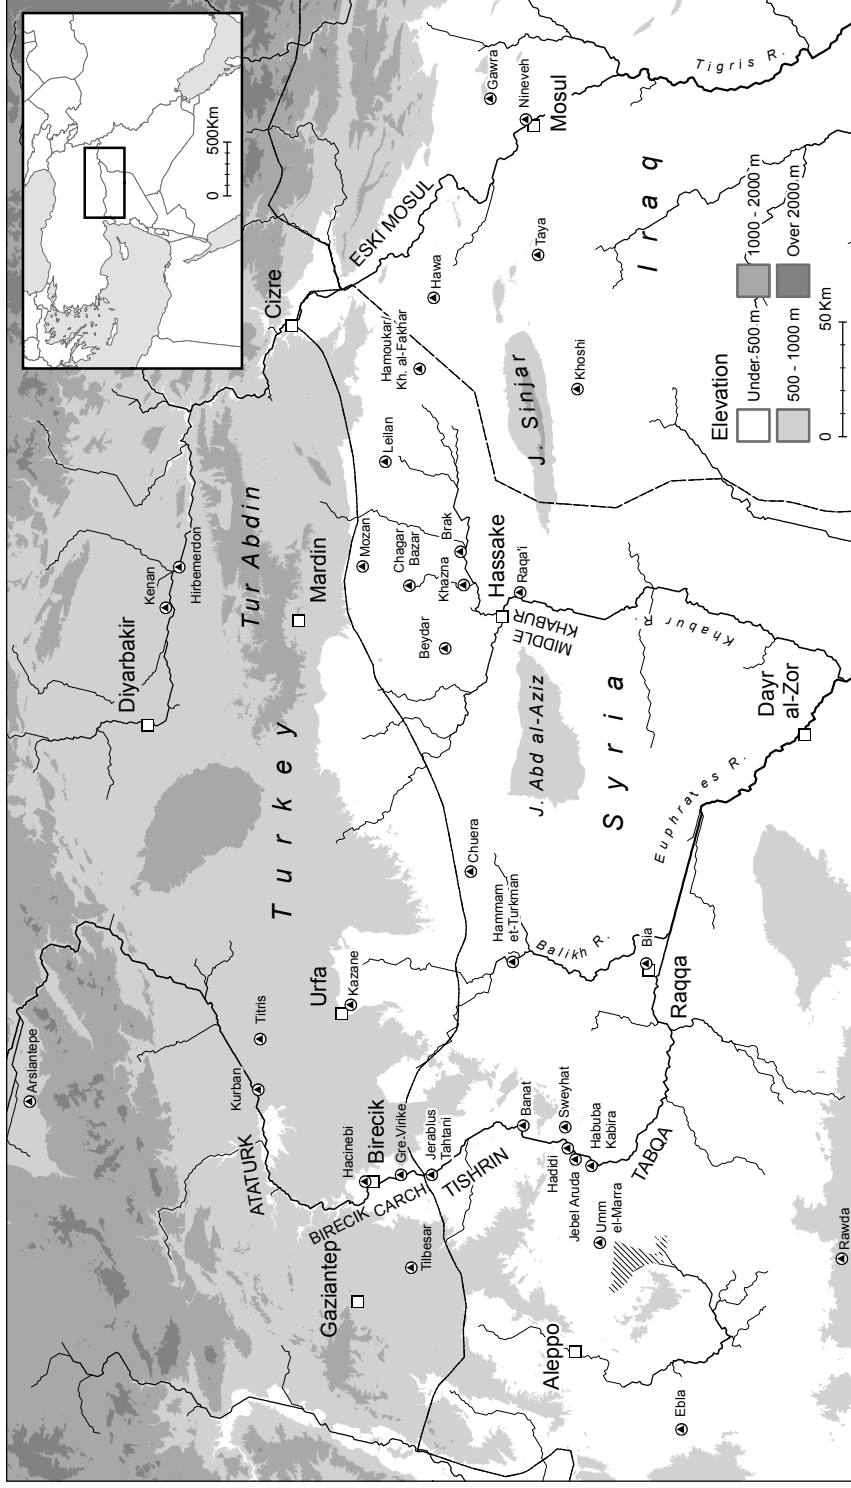 500Km
0
Gawra
Nineveh
Mosul
Tigris R.
ESKI MOSUL
Iraq
Taya
Hawa
Cizre
Hamoukar/
Kh. al-Fakhar
Khoshi
J. Sinjar
Elevation
Under 500 m
1000 - 2000 m
500 - 1000 m
Over 2000 m
0
50 Km
Leilan
Tur Abdin
Mardin
Mozan
Chagar
Bazar
Brak
Khazna
Hassake
Raqa'i
Beydar
MIDDLE
KHABUR
Khabur R.
Kenan
Hirbemerdon
Diyarbakir
Turkey
J. Abd al-Aziz
Syria
Dayr
al-Zor
Euphrates R.
Chuera
Hammam
et-Turkman
Balikh R.
Bia
Raqqa
Urfa
Kazane
Titris
Arslantepe
Kurban
ATATURK
Hacinebi
Birecik
Gre Virike
Jerablus
Tahtani
BIRECIK
CARCH
TISHRIN
Banat
Sweyhat
Hadidi
Habuba
Kabira
Jebel Aruda
TABQA
Umm
el-Marra
Tilbesar
Gaziantep
Aleppo
Rawda
Ebla